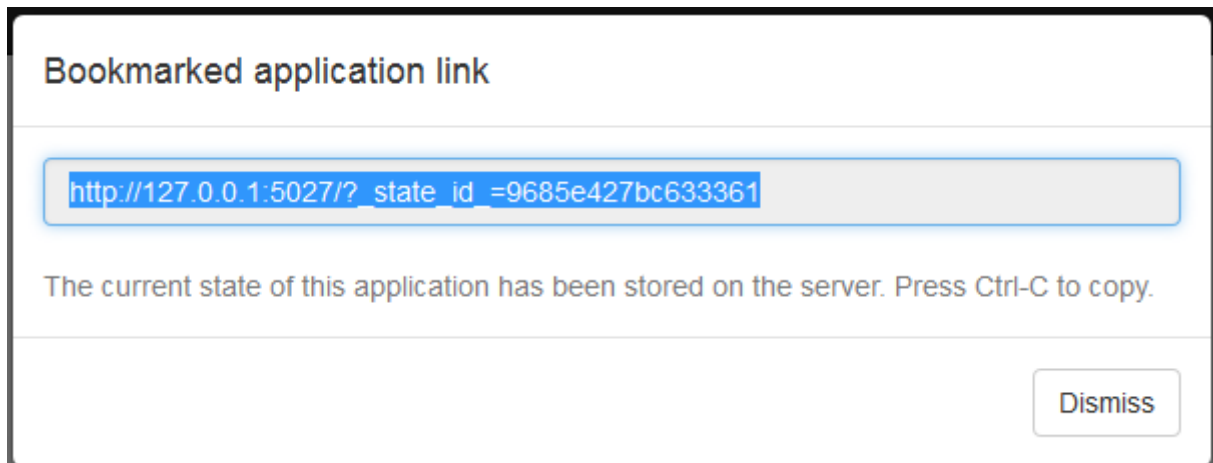 Bookmarked application link
http://127.0.0.1:5027/?_state_id_=9685e427bc633361
The current state of this application has been stored on the server. Press Ctrl-C to copy.
Dismiss